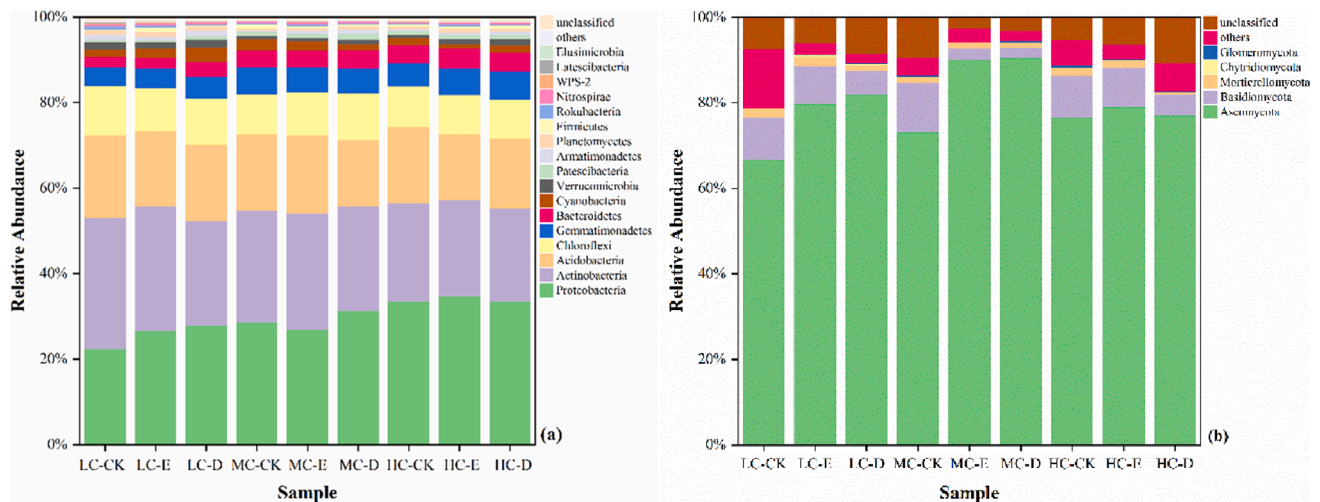 100%
80%
60%
40%
20%
0%
Relative Abundance
LC-CK LC-E LC-D MC-CK MC-E MC-D HC-CK HC-E HC-D
Sample
(a)
unclassified
others
Elusimicrobia
Latescibacteria
WPS-2
Nitrospirae
Rokubacteria
Firmicutes
Planctomycetes
Armatimonadetes
Patescibacteria
Verrucomicrobia
Cyanobacteria
Bacteroidetes
Gemmatimonadetes
Chloroflexi
Acidobacteria
Actinobacteria
Proteobacteria
100%
80%
60%
40%
20%
0%
Relative Abundance
LC-CK LC-E LC-D MC-CK MC-E MC-D HC-CK HC-E HC-D
Sample
(b)
unclassified
others
Glomeromycota
Chytridiomycota
Mortierellomycota
Basidiomycota
Ascomycota